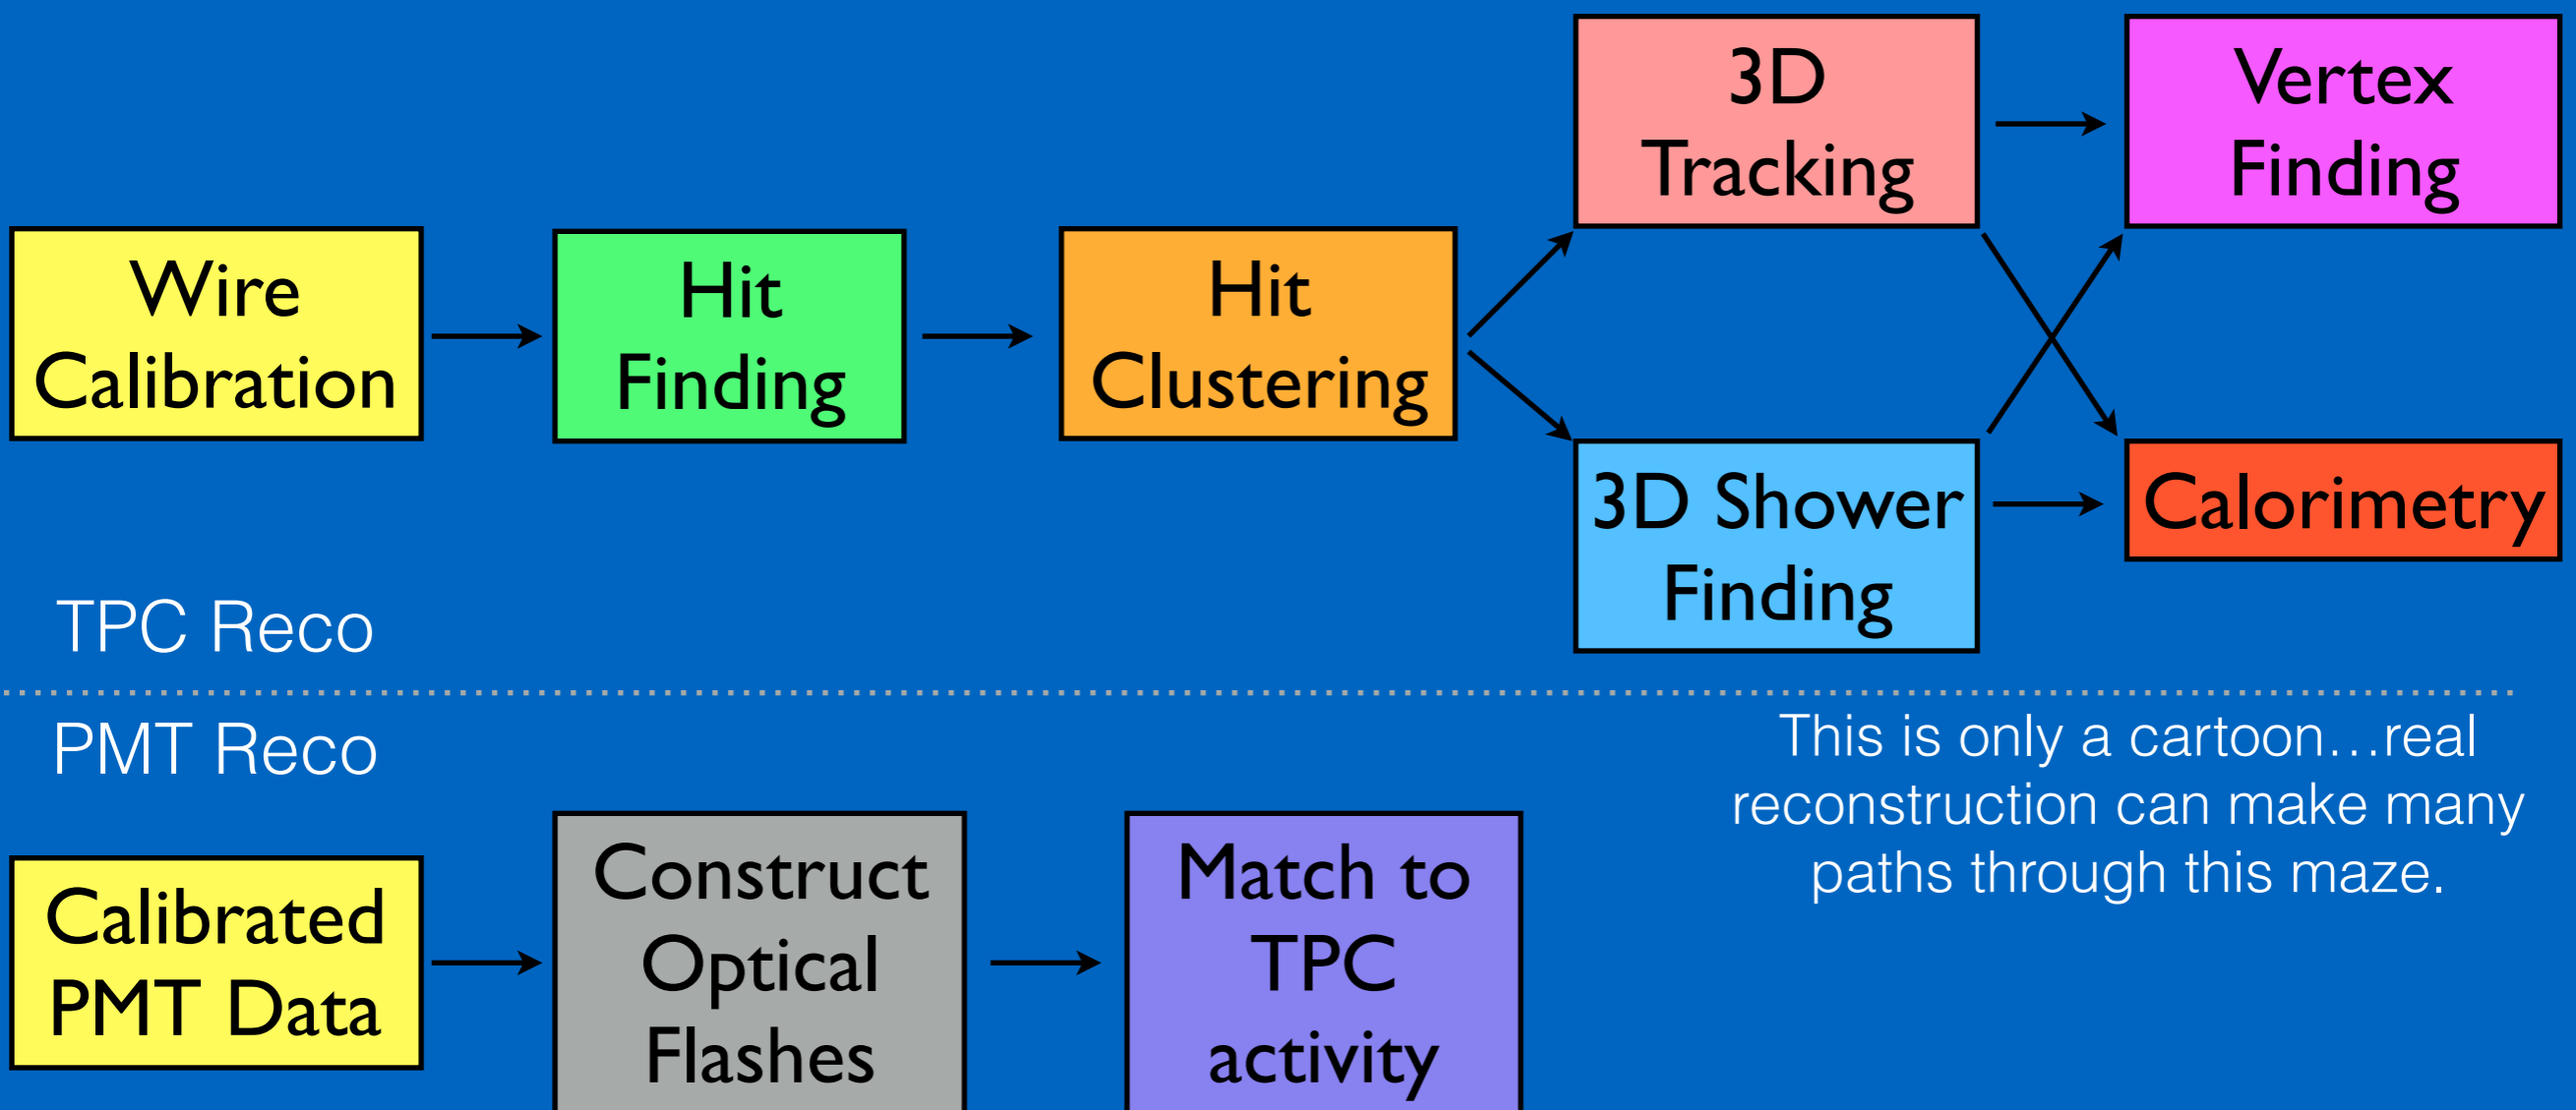 Wire
Calibration
Hit
Finding
Hit
Clustering
3D
Tracking
Vertex
Finding
3D Shower
Finding
Calorimetry
TPC Reco
PMT Reco
This is only a cartoon…real
reconstruction can make many
paths through this maze.
Calibrated
PMT Data
Construct
Optical
Flashes
Match to
TPC
activity